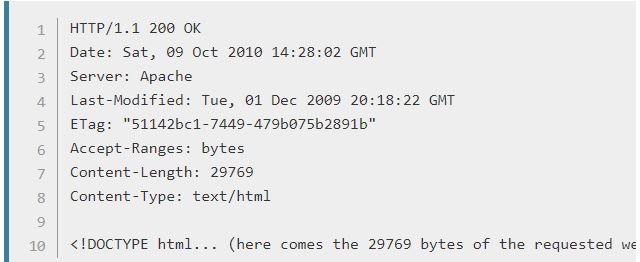 1 HTTP/1.1 200 OK
2 Date: Sat, 09 Oct 2010 14:28:02 GMT
3 Server: Apache
4 Last-Modified: Tue, 01 Dec 2009 20:18:22 GMT
5 ETag: "51142bc1-7449-479b075b2891b"
6 Accept-Ranges: bytes
7 Content-Length: 29769
8 Content-Type: text/html
9
10 <!DOCTYPE html... (here comes the 29769 bytes of the requested we